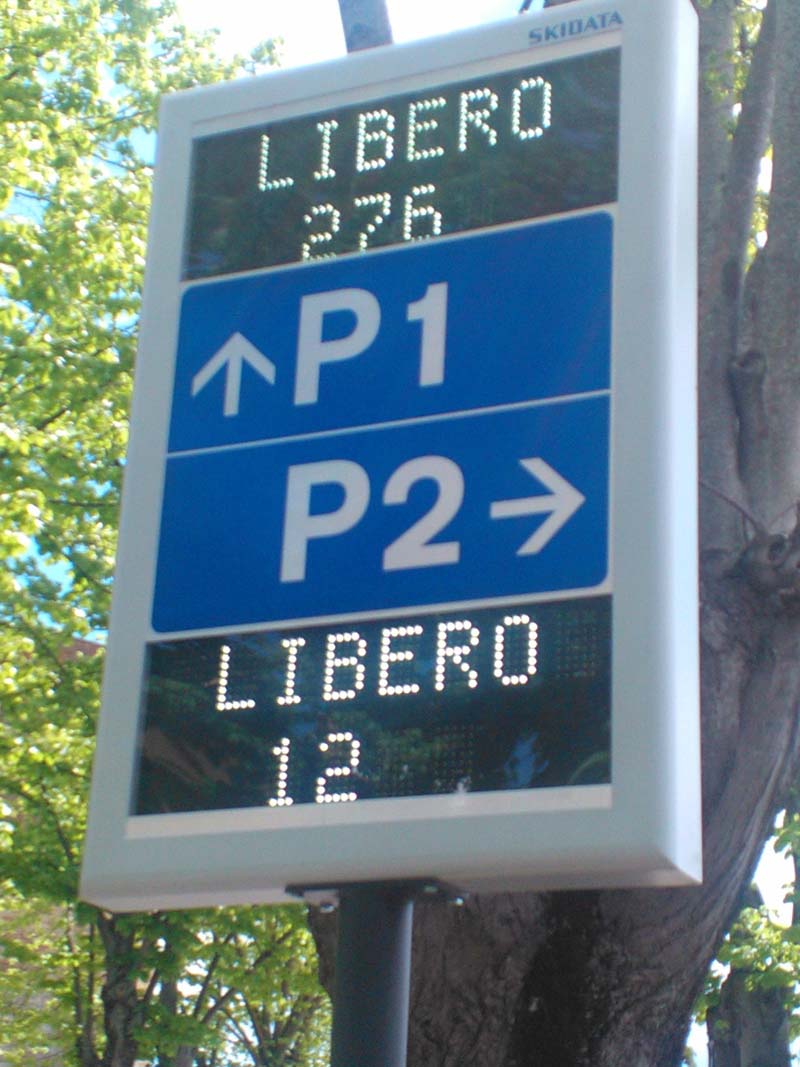 SKIDATA
LIBERO
276
↑ P1
P2 →
LIBERO
12